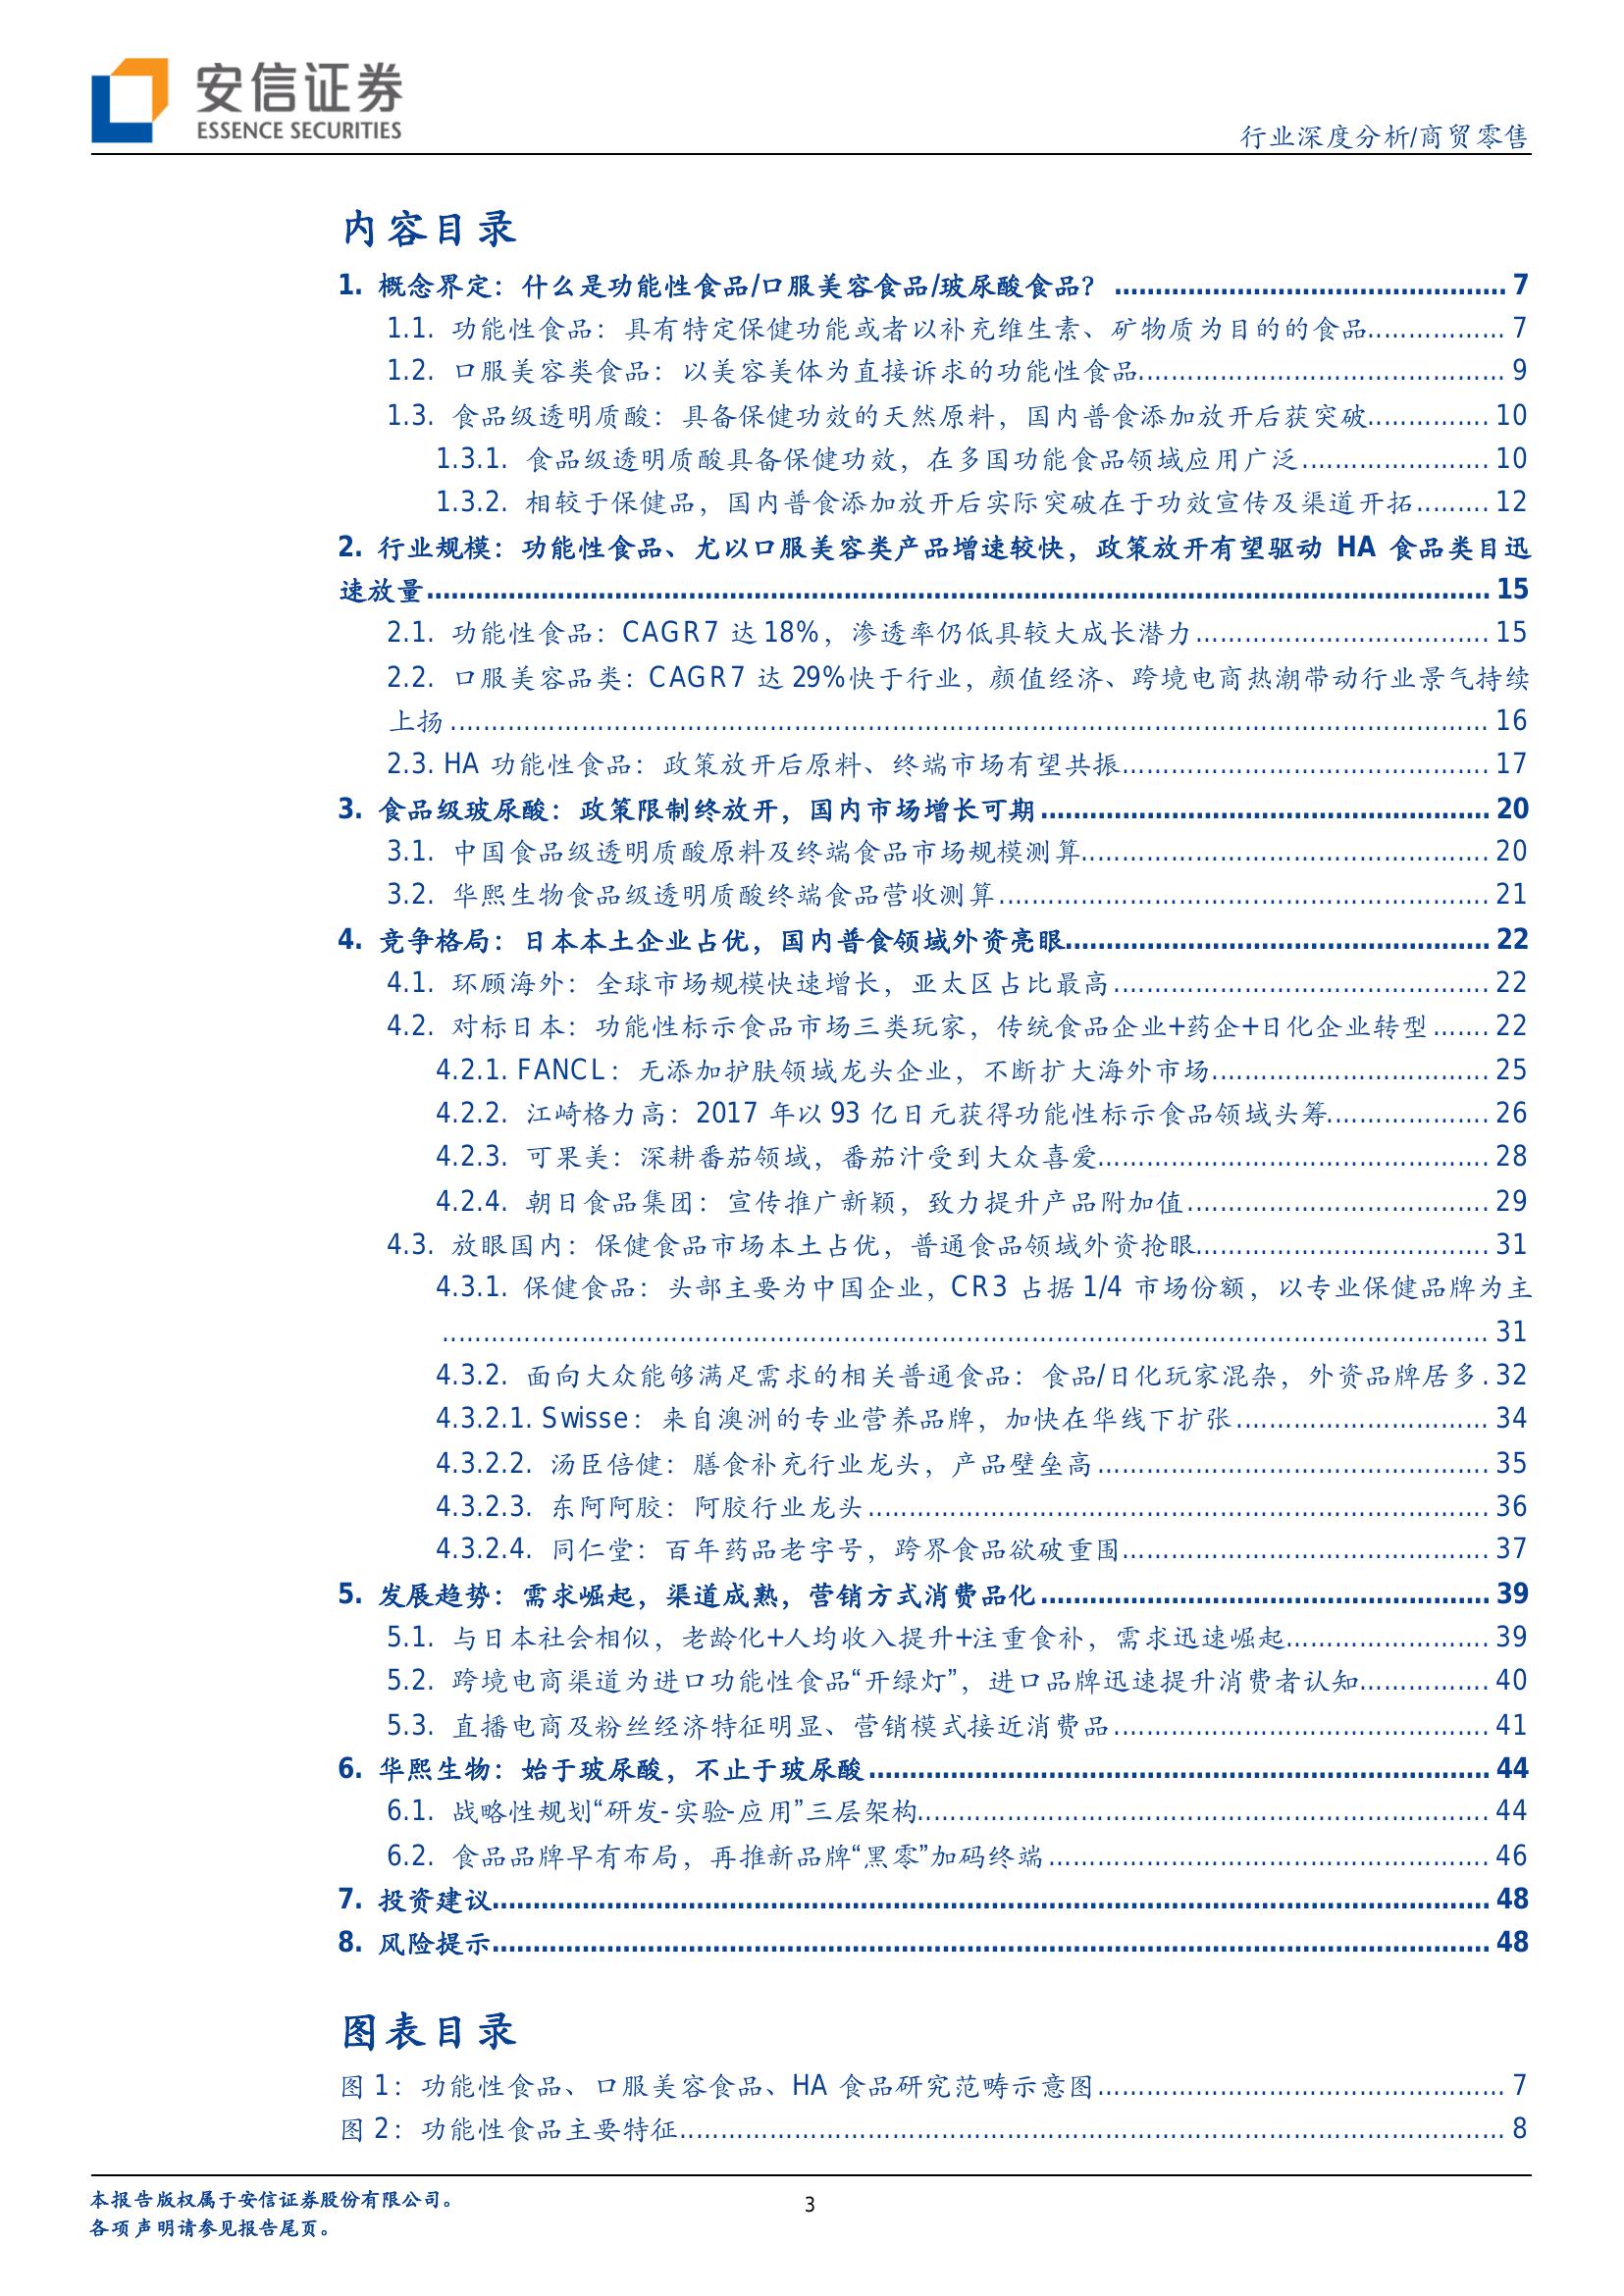 安信证券
ESSENCE SECURITIES
行业深度分析/商贸零售
内容目录
1. 概念界定：什么是功能性食品/口服美容食品/玻尿酸食品？ 7
1.1. 功能性食品：具有特定保健功能或者以补充维生素、矿物质为目的的食品 7
1.2. 口服美容类食品：以美容美体为直接诉求的功能性食品 9
1.3. 食品级透明质酸：具备保健功效的天然原料，国内普食添加放开后获突破 10
1.3.1. 食品级透明质酸具备保健功效，在多国功能食品领域应用广泛 10
1.3.2. 相较于保健品，国内普食添加放开后实际突破在于功效宣传及渠道开拓 12
2. 行业规模：功能性食品、尤以口服美容类产品增速较快，政策放开有望驱动 HA 食品类目迅
速放量 15
2.1. 功能性食品：CAGR7 达 18%，渗透率仍低具较大成长潜力 15
2.2. 口服美容品类：CAGR7 达 29%快于行业，颜值经济、跨境电商热潮带动行业景气持续
上扬 16
2.3. HA 功能性食品：政策放开后原料、终端市场有望共振 17
3. 食品级玻尿酸：政策限制终放开，国内市场增长可期 20
3.1. 中国食品级透明质酸原料及终端食品市场规模测算 20
3.2. 华熙生物食品级透明质酸终端食品营收测算 21
4. 竞争格局：日本本土企业占优，国内普食领域外资亮眼 22
4.1. 环顾海外：全球市场规模快速增长，亚太区占比最高 22
4.2. 对标日本：功能性标示食品市场三类玩家，传统食品企业+药企+日化企业转型 22
4.2.1. FANCL：无添加护肤领域龙头企业，不断扩大海外市场 25
4.2.2. 江崎格力高：2017 年以 93 亿日元获得功能性标示食品领域头筹 26
4.2.3. 可果美：深耕番茄领域，番茄汁受到大众喜爱 28
4.2.4. 朝日食品集团：宣传推广新颖，致力提升产品附加值 29
4.3. 放眼国内：保健食品市场本土占优，普通食品领域外资抢眼 31
4.3.1. 保健食品：头部主要为中国企业，CR3 占据 1/4 市场份额，以专业保健品牌为主
31
4.3.2. 面向大众能够满足需求的相关普通食品：食品/日化玩家混杂，外资品牌居多 32
4.3.2.1. Swisse：来自澳洲的专业营养品牌，加快在华线下扩张 34
4.3.2.2. 汤臣倍健：膳食补充行业龙头，产品壁垒高 35
4.3.2.3. 东阿阿胶：阿胶行业龙头 36
4.3.2.4. 同仁堂：百年药品老字号，跨界食品欲破重围 37
5. 发展趋势：需求崛起，渠道成熟，营销方式消费品化 39
5.1. 与日本社会相似，老龄化+人均收入提升+注重食补，需求迅速崛起 39
5.2. 跨境电商渠道为进口功能性食品“开绿灯”，进口品牌迅速提升消费者认知 40
5.3. 直播电商及粉丝经济特征明显、营销模式接近消费品 41
6. 华熙生物：始于玻尿酸，不止于玻尿酸 44
6.1. 战略性规划“研发-实验-应用”三层架构 44
6.2. 食品品牌早有布局，再推新品牌“黑零”加码终端 46
7. 投资建议 48
8. 风险提示 48
图表目录
图 1：功能性食品、口服美容食品、HA 食品研究范畴示意图 7
图 2：功能性食品主要特征 8
本报告版权属于安信证券股份有限公司。
3
各项声明请参见报告尾页。